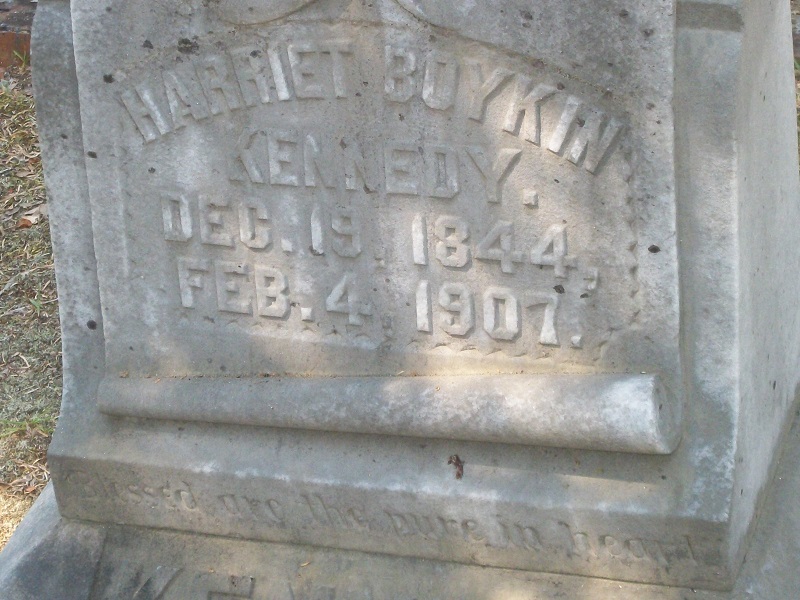 HARRIET BOYKIN
KENNEDY.
DEC. 19, 1844,
FEB. 4, 1907.
Blessed are the pure in heart